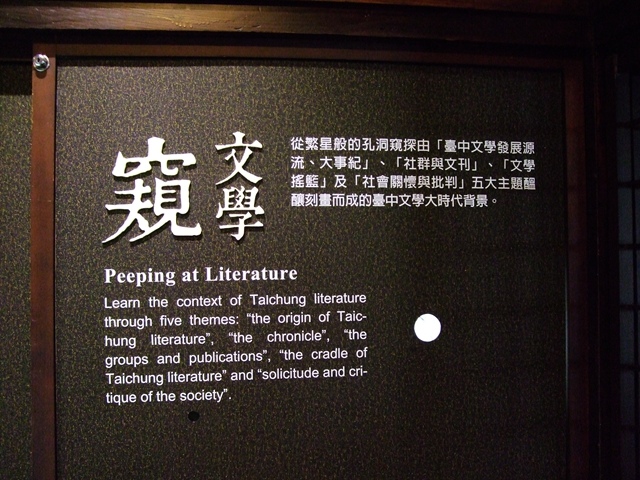 窺
文學
從繁星般的孔洞窺探由「臺中文學發展源
流、大事紀」、「社群與文刊」、「文學
搖籃」及「社會關懷與批判」五大主題醞
釀刻畫而成的臺中文學大時代背景。
Peeping at Literature
Learn the context of Taichung literature
through five themes: “the origin of Taic-
hung literature”, “the chronicle”, “the
groups and publications”, “the cradle of
Taichung literature” and “solicitude and cri-
tique of the society”.